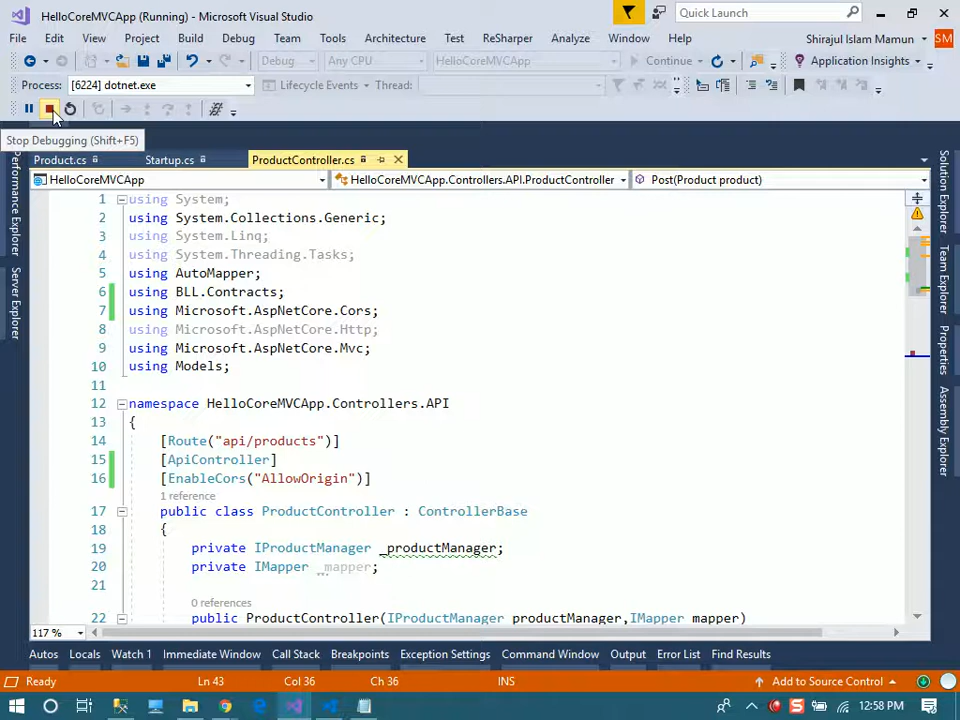 HelloCoreMVCApp (Running) - Microsoft Visual Studio
Quick Launch
File Edit View Project Build Debug Team Tools Architecture Test ReSharper Analyze Window Help Shirajul Islam Mamun SM
Debug Any CPU HelloCoreMVCApp Continue Application Insights
Process: [6224] dotnet.exe Lifecycle Events Thread:
Stop Debugging (Shift+F5)
Product.cs Startup.cs ProductController.cs
HelloCoreMVCApp HelloCoreMVCApp.Controllers.API.ProductController Post(Product product)
Performance Explorer
Server Explorer
Solution Explorer
Team Explorer
Properties
Assembly Explorer
1 using System;
2 using System.Collections.Generic;
3 using System.Linq;
4 using System.Threading.Tasks;
5 using AutoMapper;
6 using BLL.Contracts;
7 using Microsoft.AspNetCore.Cors;
8 using Microsoft.AspNetCore.Http;
9 using Microsoft.AspNetCore.Mvc;
10 using Models;
11
12 namespace HelloCoreMVCApp.Controllers.API
13 {
14 [Route("api/products")]
15 [ApiController]
16 [EnableCors("AllowOrigin")]
1 reference
17 public class ProductController : ControllerBase
18 {
19 private IProductManager _productManager;
20 private IMapper _mapper;
21
0 references
22 public ProductController(IProductManager productManager,IMapper mapper)
117 %
Autos Locals Watch 1 Immediate Window Call Stack Breakpoints Exception Settings Command Window Output Error List Find Results
Ready Ln 43 Col 36 Ch 36 INS Add to Source Control
12:58 PM